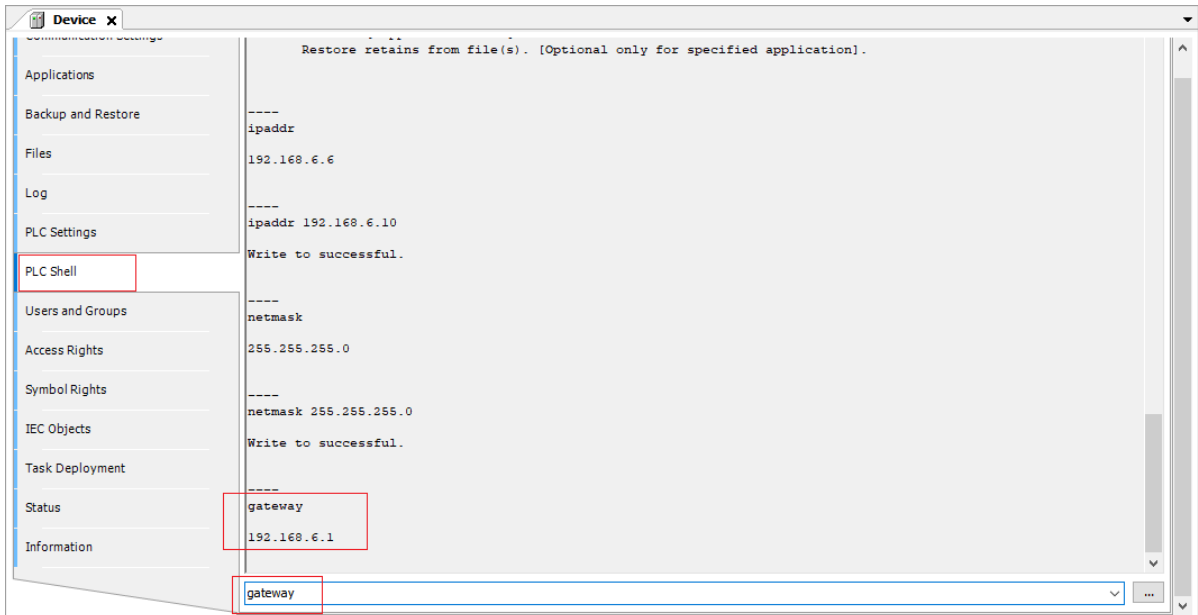 Device
Communication Settings
Applications
Backup and Restore
Files
Log
PLC Settings
PLC Shell
Users and Groups
Access Rights
Symbol Rights
IEC Objects
Task Deployment
Status
Information
Restore retains from file(s). [Optional only for specified application].
----
ipaddr
192.168.6.6
----
ipaddr 192.168.6.10
Write to successful.
----
netmask
255.255.255.0
----
netmask 255.255.255.0
Write to successful.
----
gateway
192.168.6.1
gateway
...